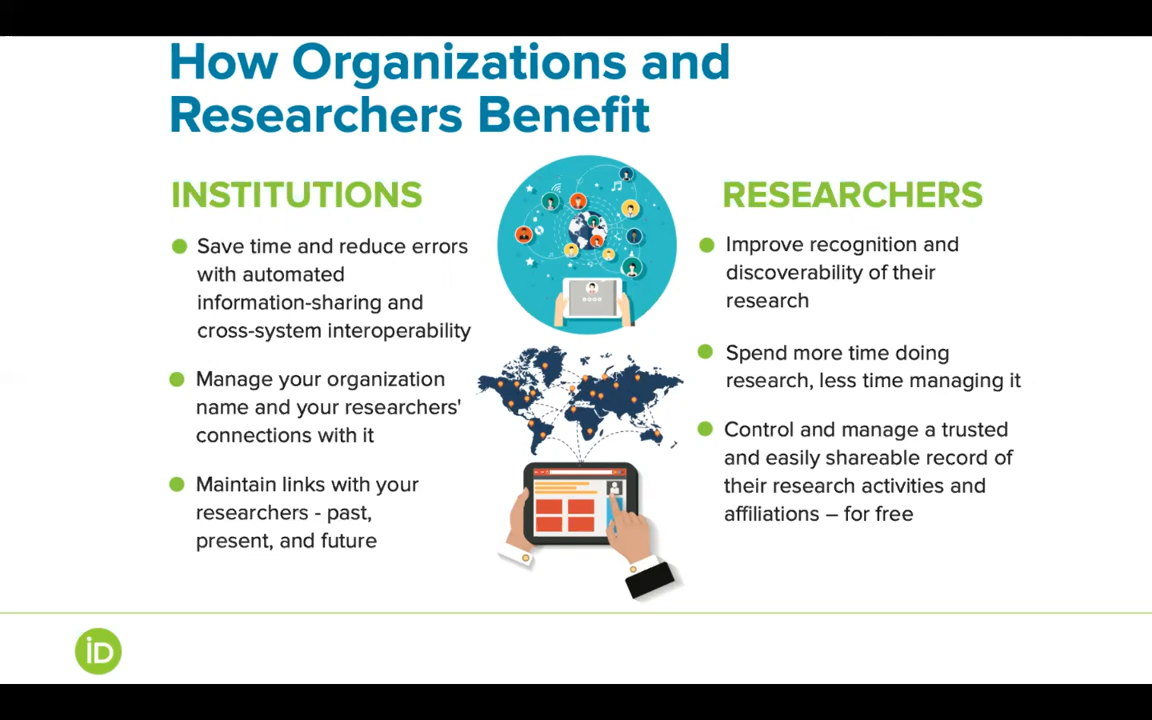 How Organizations and
Researchers Benefit
INSTITUTIONS
Save time and reduce errors
with automated
information-sharing and
cross-system interoperability
Manage your organization
name and your researchers'
connections with it
Maintain links with your
researchers - past,
present, and future
RESEARCHERS
Improve recognition and
discoverability of their
research
Spend more time doing
research, less time managing it
Control and manage a trusted
and easily shareable record of
their research activities and
affiliations – for free
iD